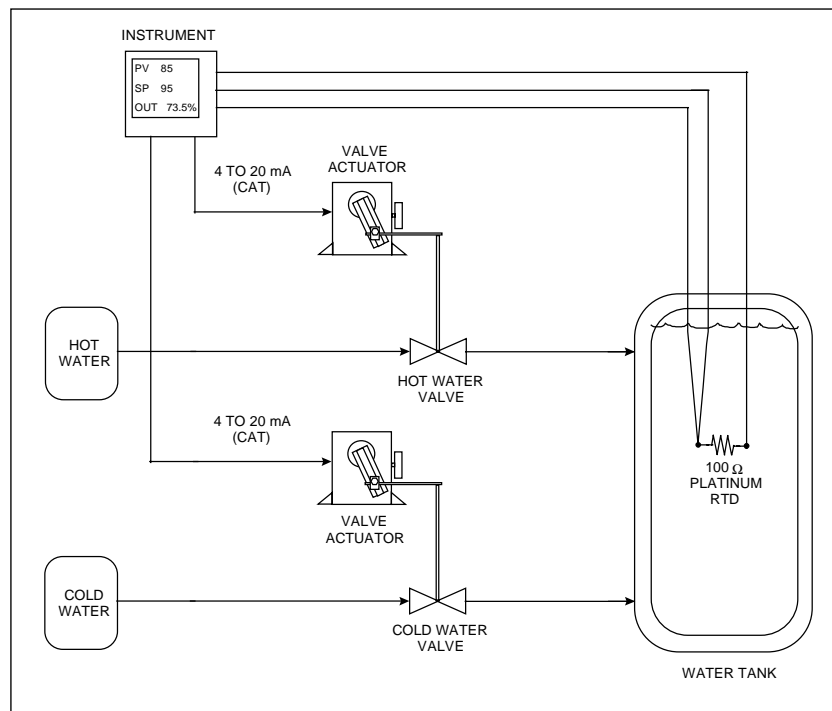 INSTRUMENT
PV 85
SP 95
OUT 73.5%
4 TO 20 mA
(CAT)
VALVE
ACTUATOR
HOT
WATER
HOT WATER
VALVE
4 TO 20 mA
(CAT)
100 Ω
PLATINUM
RTD
VALVE
ACTUATOR
COLD
WATER
COLD WATER
VALVE
WATER TANK